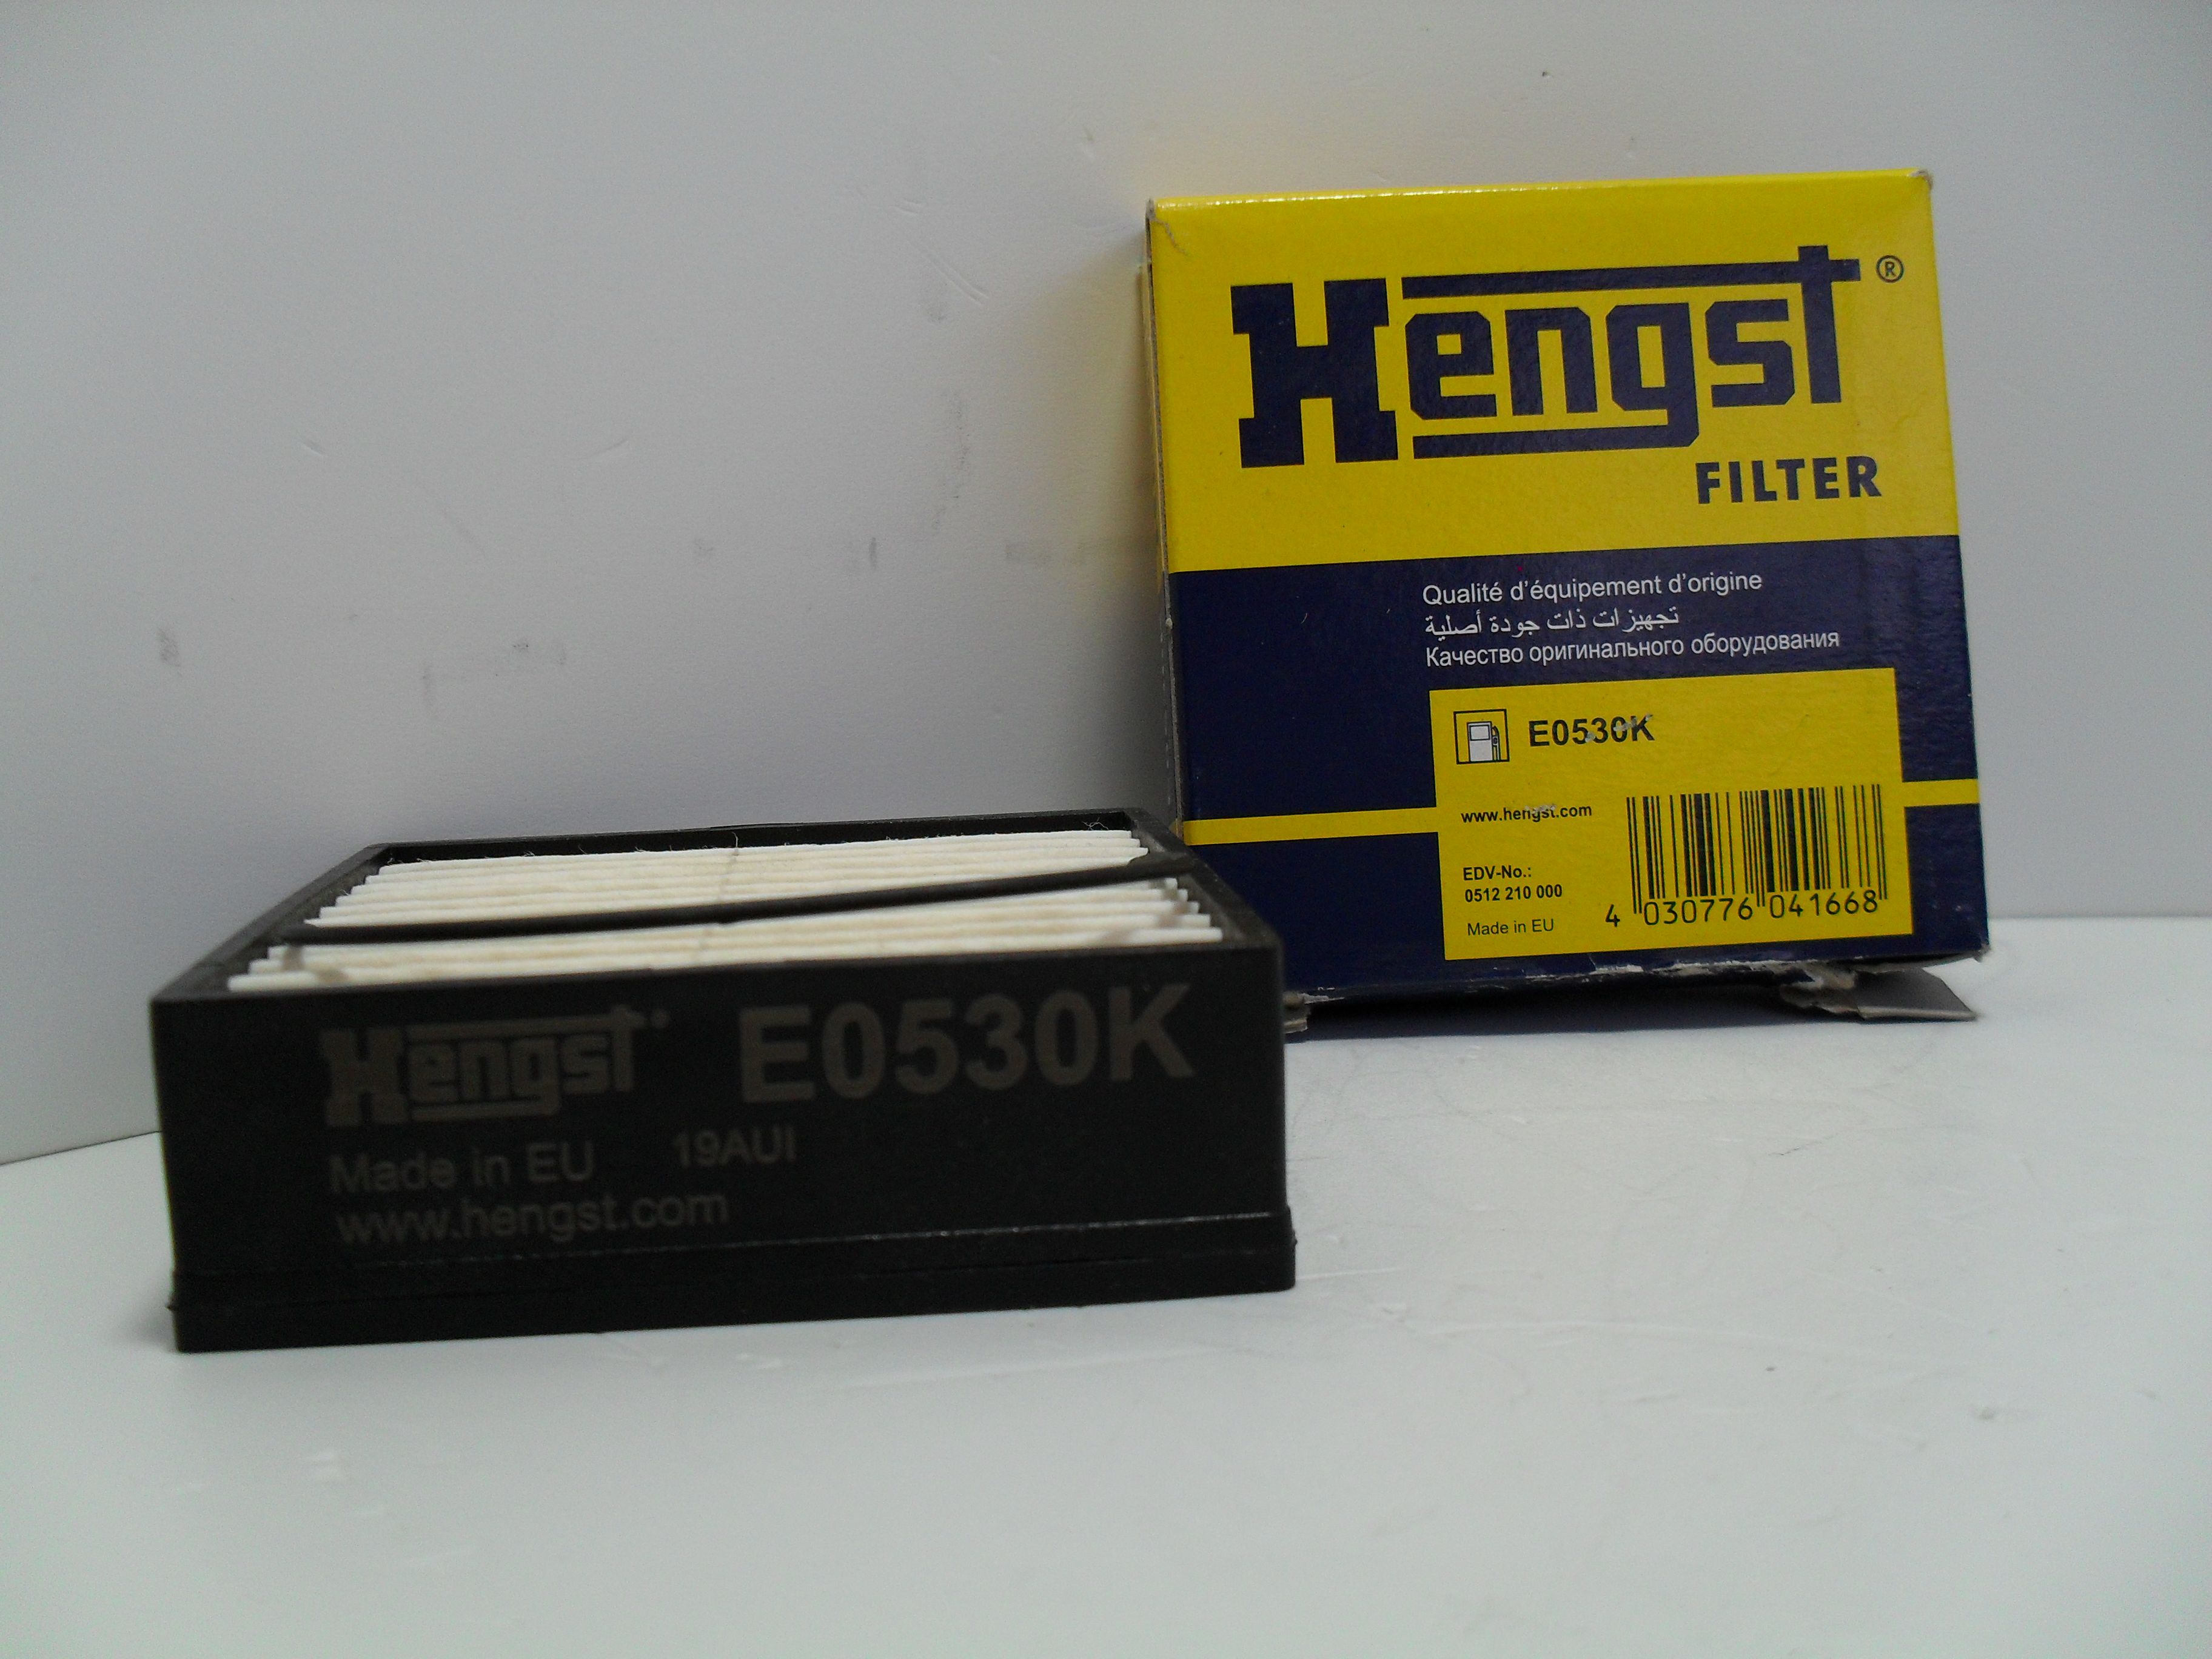 Hengst®
FILTER
Qualité d'équipement d'origine
تجهيزات ذات جودة أصلية
Качество оригинального оборудования
E0530K
www.hengst.com
EDV-No.:
0512 210 000
Made in EU
4 030776 041668
Hengst E0530K
Made in EU 19AUI
www.hengst.com